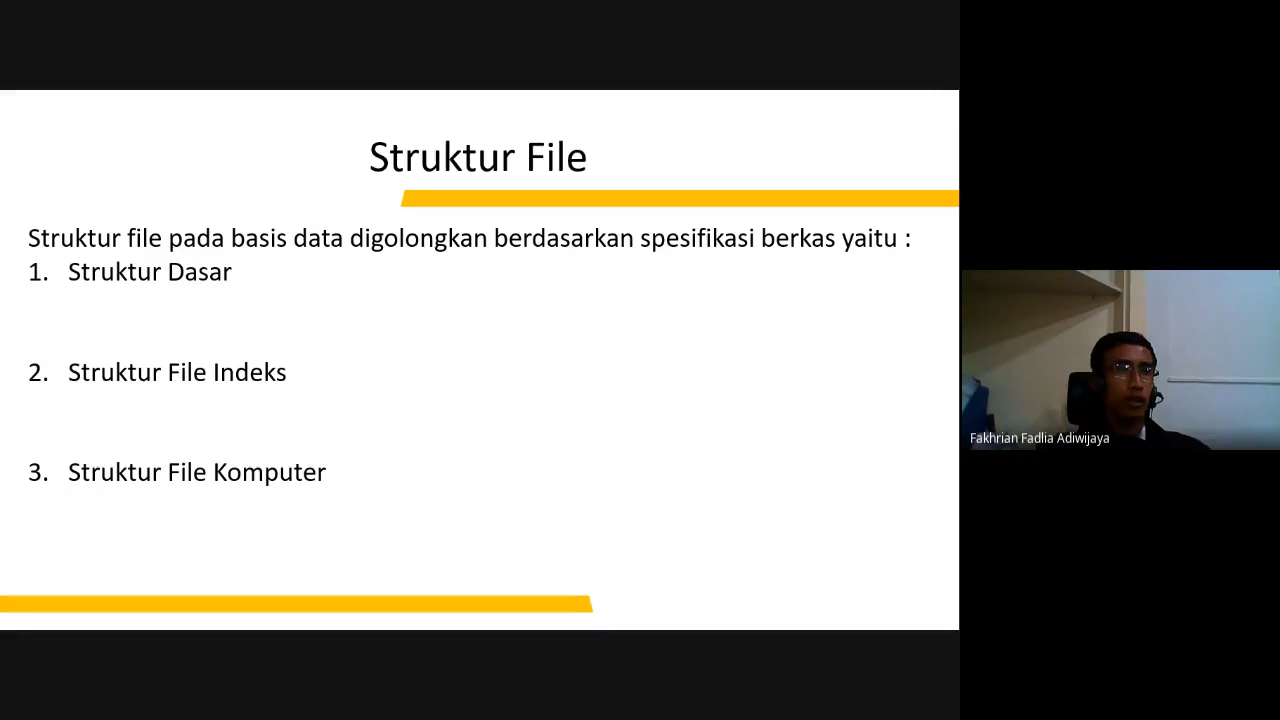 Struktur File
Struktur file pada basis data digolongkan berdasarkan spesifikasi berkas yaitu :
1. Struktur Dasar
2. Struktur File Indeks
3. Struktur File Komputer
Fakhrian Fadlia Adiwijaya